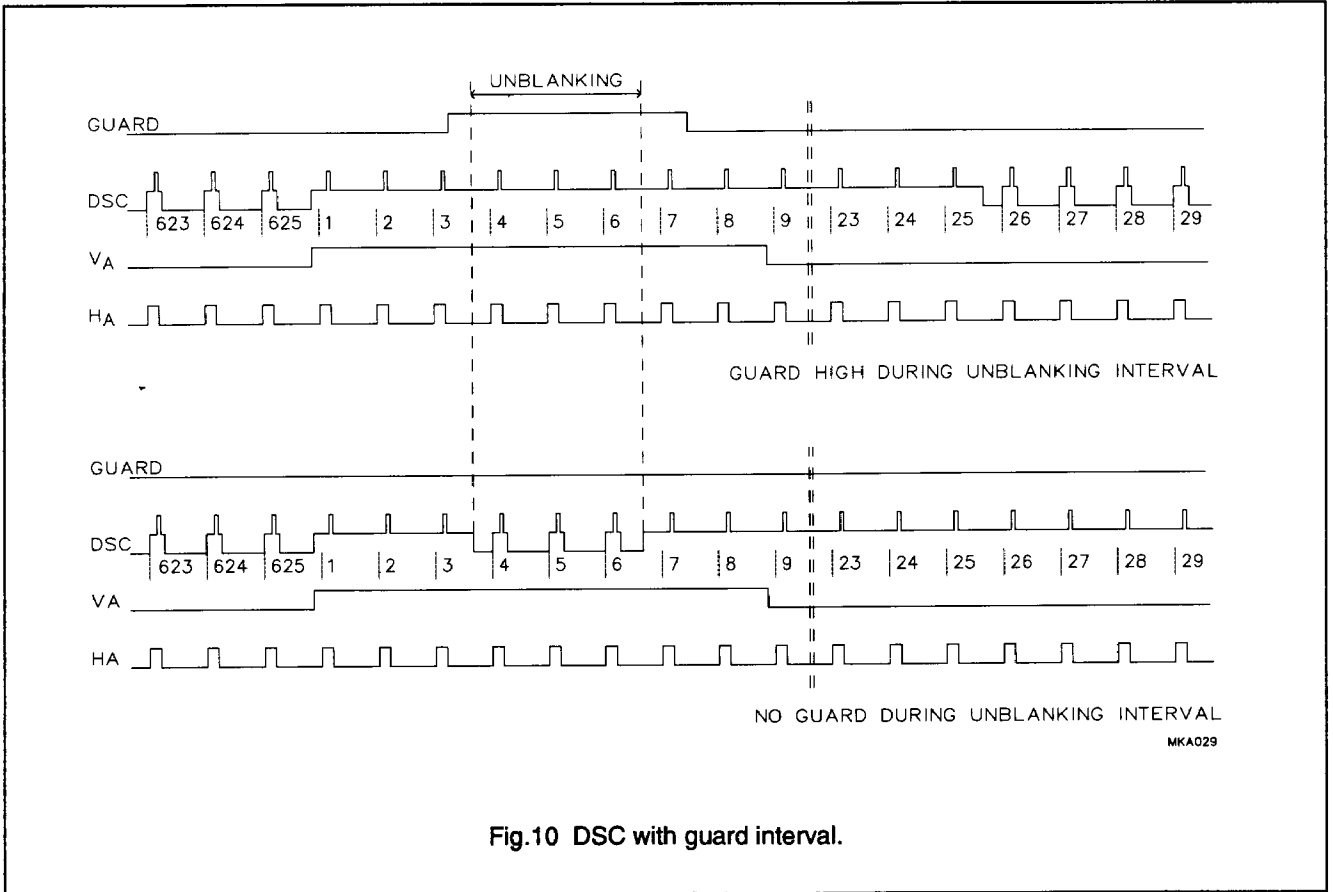 UNBLANKING
GUARD
DSC
623 624 625 1 2 3 4 5 6 7 8 9 23 24 25 26 27 28 29
VA
HA
GUARD HIGH DURING UNBLANKING INTERVAL
GUARD
DSC
623 624 625 1 2 3 4 5 6 7 8 9 23 24 25 26 27 28 29
VA
HA
NO GUARD DURING UNBLANKING INTERVAL
MKA029
Fig.10 DSC with guard interval.